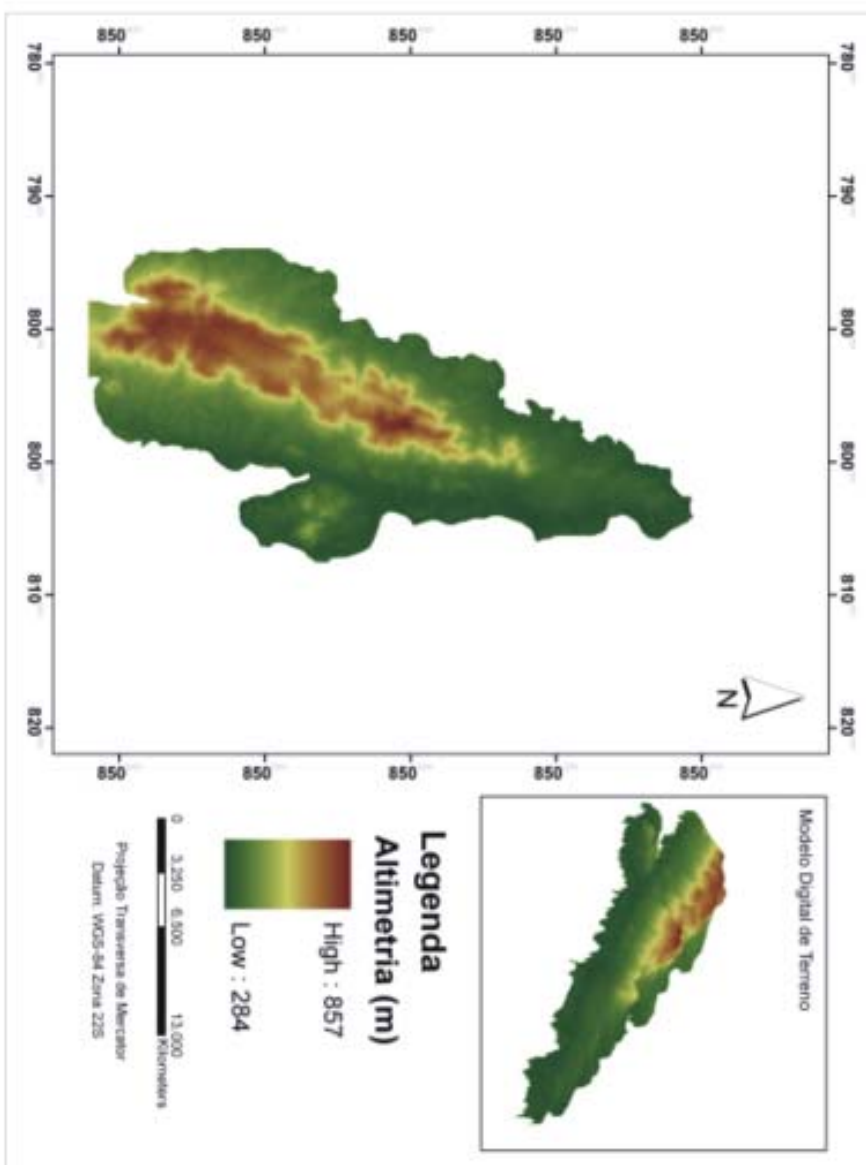 850 850 850 850 850
780 790 800 800 810 820
780 790 800 800 810 820
850 850 850 850 850
N
Modelo Digital de Terreno
Legenda
Altimetria (m)
High : 857
Low : 284
0 3.250 6.500 13.000
Kilometers
Projeção Transversa de Mercator
Datum: WGS-84 Zona 22S